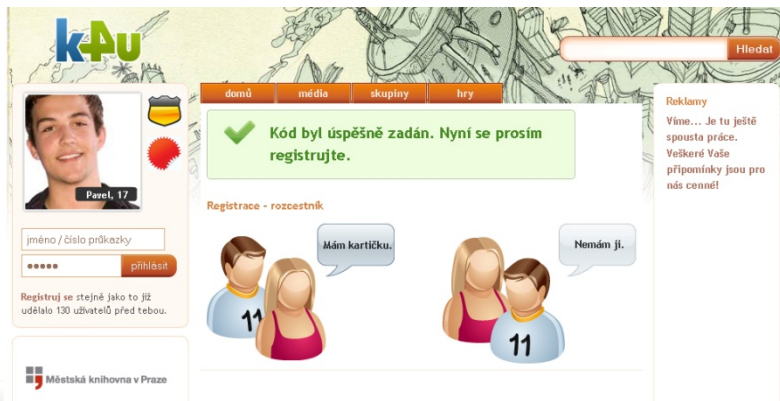 k4u
Hledat
domů
média
skupiny
hry
Kód byl úspěšně zadán. Nyní se prosím
registrujte.
Pavel, 17
jméno / číslo průkazky
přihlásit
Registruj se stejně jako to již
udělalo 130 uživatelů před tebou.
Městská knihovna v Praze
Registrace - rozcestník
Mám kartičku.
11
Nemám ji.
11
Reklamy
Víme... Je tu ještě
spousta práce.
Veškeré Vaše
připomínky jsou pro
nás cenné!